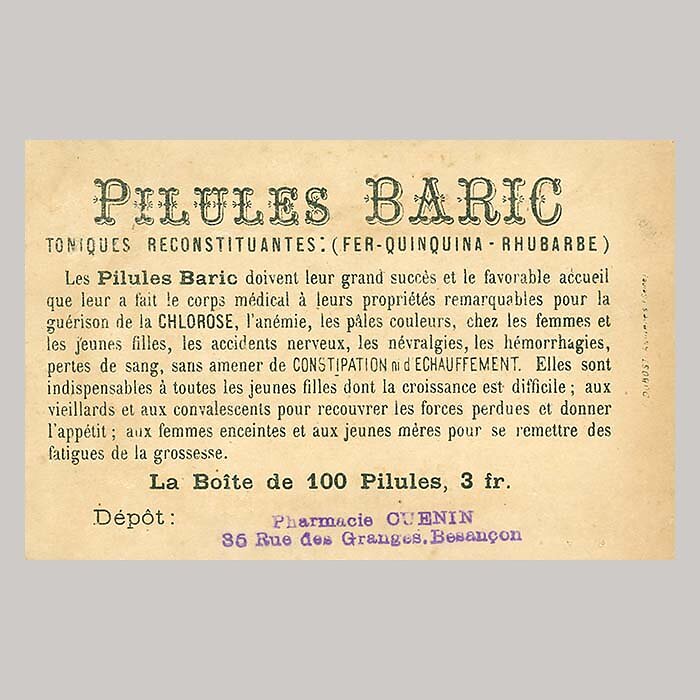 PILULES BARIC
TONIQUES RECONSTITUANTES: (FER-QUINQUINA - RHUBARBE)
Les Pilules Baric doivent leur grand succès et le favorable accueil
que leur a fait le corps médical à leurs propriétés remarquables pour la
guérison de la CHLOROSE, l'anémie, les pâles couleurs, chez les femmes et
les jeunes filles, les accidents nerveux, les névralgies, les hémorrhagies,
pertes de sang, sans amener de CONSTIPATION ni d'ECHAUFFEMENT. Elles sont
indispensables à toutes les jeunes filles dont la croissance est difficile ; aux
vieillards et aux convalescents pour recouvrer les forces perdues et donner
l'appétit ; aux femmes enceintes et aux jeunes mères pour se remettre des
fatigues de la grossesse.
La Boîte de 100 Pilules, 3 fr.
Dépôt :
Pharmacie CUENIN
35 Rue des Granges. Besançon